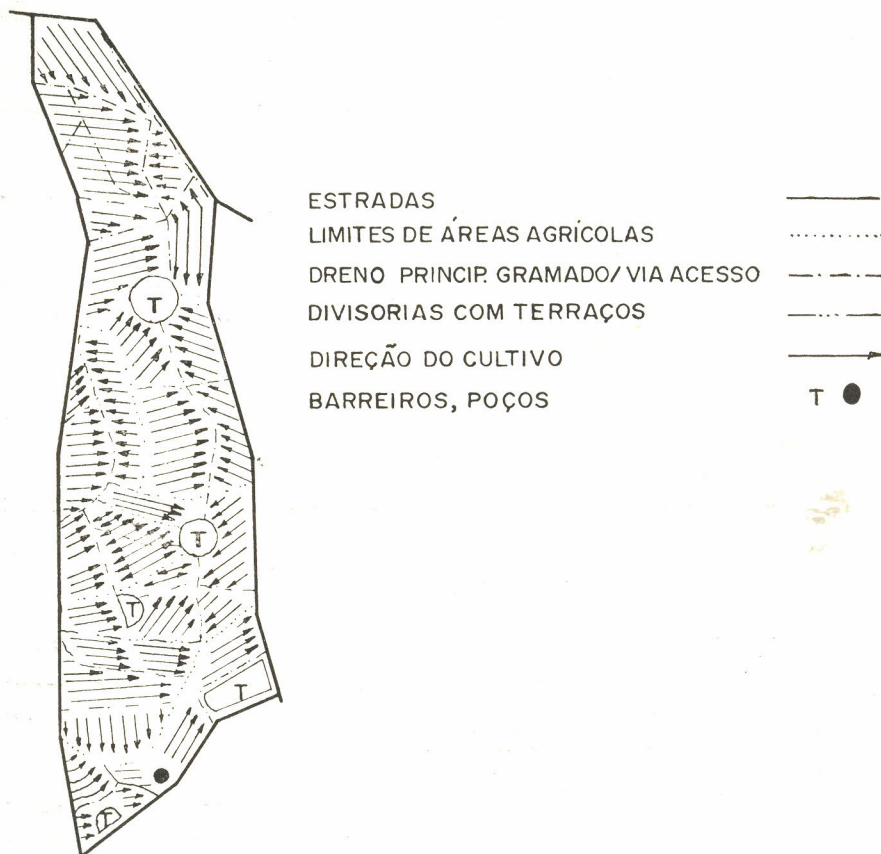 ESTRADAS
LIMITES DE ÁREAS AGRÍCOLAS
DRENO PRINCIP. GRAMADO/VIA ACESSO
DIVISORIAS COM TERRAÇOS
DIREÇÃO DO CULTIVO
BARREIROS, POÇOS T
T
T
T
T
T